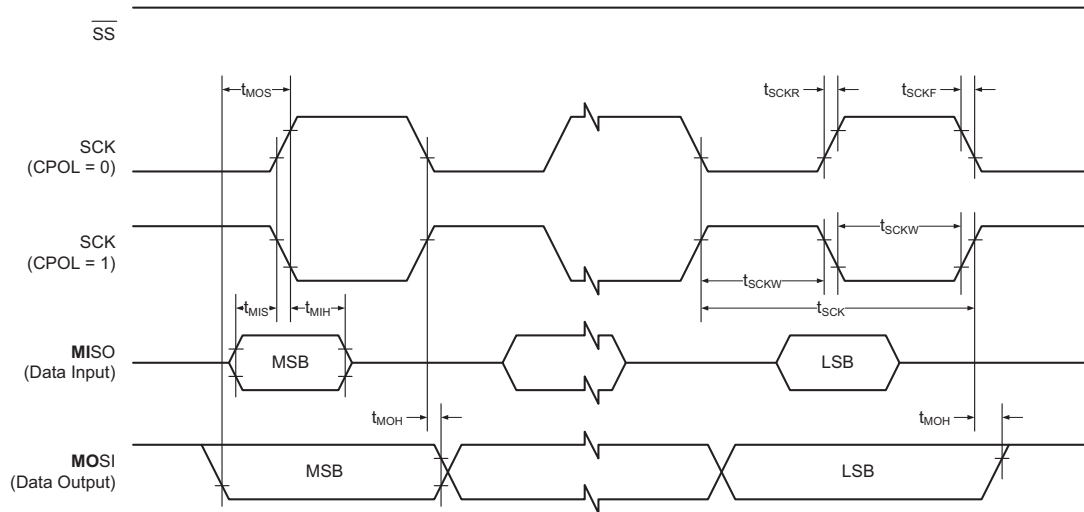 SS
tMOS
tSCKR
tSCKF
SCK
(CPOL = 0)
SCK
(CPOL = 1)
tSCKW
tSCKW
tMIS
tMIH
tSCK
MISO
(Data Input)
MSB
LSB
tMOH
tMOH
MOSI
(Data Output)
MSB
LSB